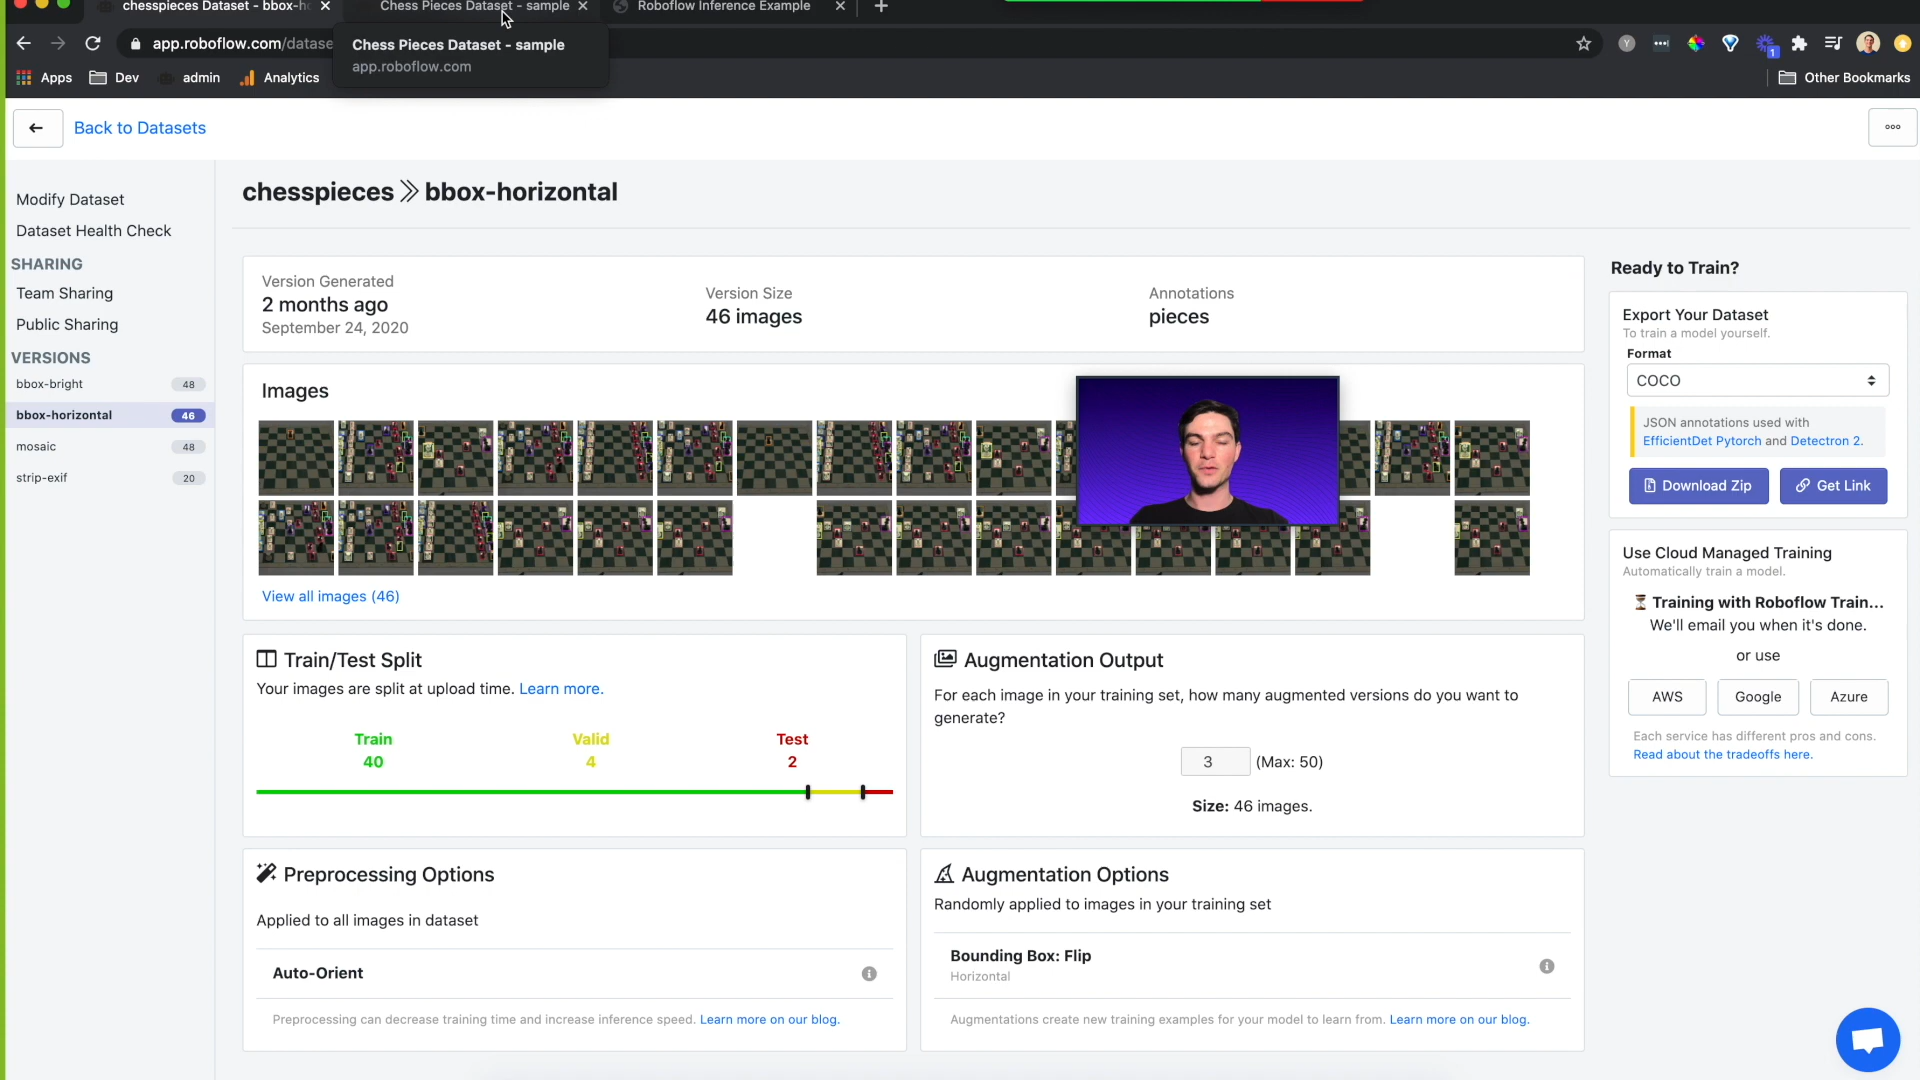 chesspieces Dataset - bbox-h
Chess Pieces Dataset - sample
Roboflow Inference Example
app.roboflow.com/datase
Chess Pieces Dataset - sample
app.roboflow.com
Y
1
Apps
Dev
admin
Analytics
Other Bookmarks
Back to Datasets
Modify Dataset
Dataset Health Check
SHARING
Team Sharing
Public Sharing
VERSIONS
bbox-bright 48
bbox-horizontal 46
mosaic 48
strip-exif 20
chesspieces bbox-horizontal
Version Generated
2 months ago
September 24, 2020
Version Size
46 images
Annotations
pieces
Images
View all images (46)
Train/Test Split
Your images are split at upload time. Learn more.
Train
40
Valid
4
Test
2
Augmentation Output
For each image in your training set, how many augmented versions do you want to
generate?
3 (Max: 50)
Size: 46 images.
Preprocessing Options
Applied to all images in dataset
Auto-Orient
Preprocessing can decrease training time and increase inference speed. Learn more on our blog.
Augmentation Options
Randomly applied to images in your training set
Bounding Box: Flip
Horizontal
Augmentations create new training examples for your model to learn from. Learn more on our blog.
Ready to Train?
Export Your Dataset
To train a model yourself.
Format
COCO
JSON annotations used with
EfficientDet Pytorch and Detectron 2.
Download Zip
Get Link
Use Cloud Managed Training
Automatically train a model.
Training with Roboflow Train...
We'll email you when it's done.
or use
AWS
Google
Azure
Each service has different pros and cons.
Read about the tradeoffs here.